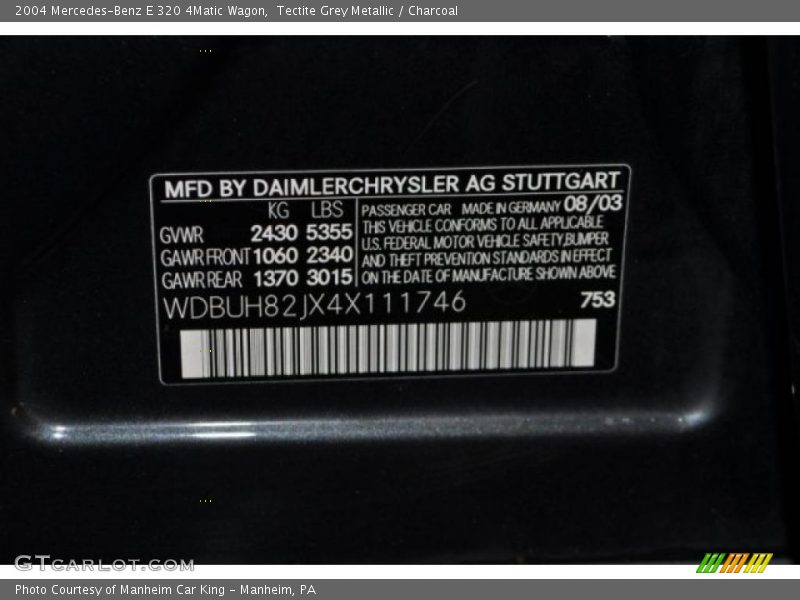 2004 Mercedes-Benz E 320 4Matic Wagon, Tectite Grey Metallic / Charcoal
MFD BY DAIMLERCHRYSLER AG STUTTGART
KG LBS
GVWR 2430 5355
GAWR FRONT 1060 2340
GAWR REAR 1370 3015
PASSENGER CAR MADE IN GERMANY 08/03
THIS VEHICLE CONFORMS TO ALL APPLICABLE
U.S. FEDERAL MOTOR VEHICLE SAFETY,BUMPER
AND THEFT PREVENTION STANDARDS IN EFFECT
ON THE DATE OF MANUFACTURE SHOWN ABOVE
WDBUH82JX4X111746 753
GTCARLOT.COM
Photo Courtesy of Manheim Car King - Manheim, PA